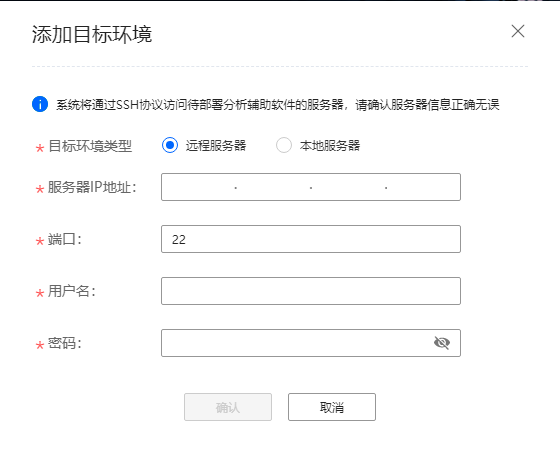 添加目标环境
系统将通过SSH协议访问待部署分析辅助软件的服务器，请确认服务器信息正确无误
* 目标环境类型 远程服务器 本地服务器
* 服务器IP地址： . . .
* 端口： 22
* 用户名：
* 密码：
确认 取消